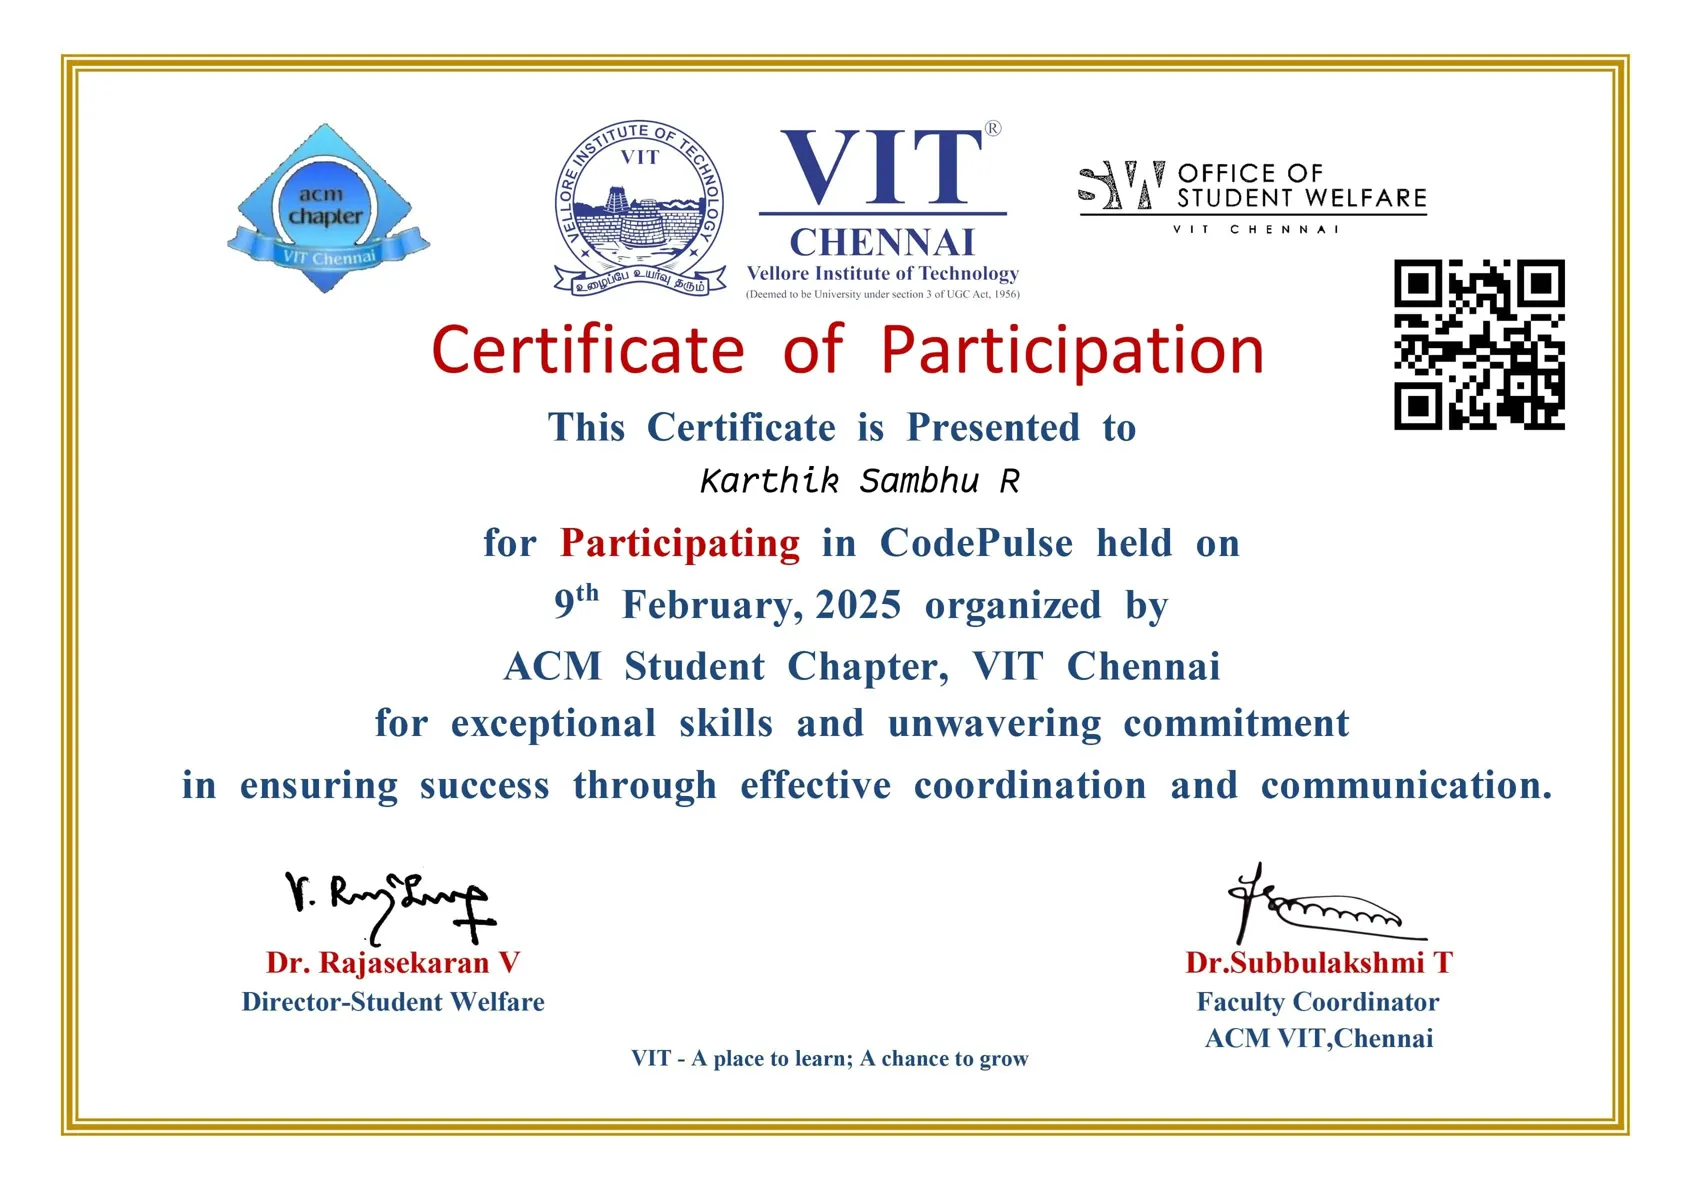 acm
chapter
VIT Chennai
VELLORE INSTITUTE OF TECHNOLOGY
VIT
உழைப்பே உயர்வு தரும்
VIT®
CHENNAI
Vellore Institute of Technology
(Deemed to be University under section 3 of UGC Act, 1956)
SW OFFICE OF
STUDENT WELFARE
VIT CHENNAI
Certificate of Participation
This Certificate is Presented to
Karthik Sambhu R
for Participating in CodePulse held on
9th February, 2025 organized by
ACM Student Chapter, VIT Chennai
for exceptional skills and unwavering commitment
in ensuring success through effective coordination and communication.
Dr. Rajasekaran V
Director-Student Welfare
Dr.Subbulakshmi T
Faculty Coordinator
ACM VIT,Chennai
VIT - A place to learn; A chance to grow